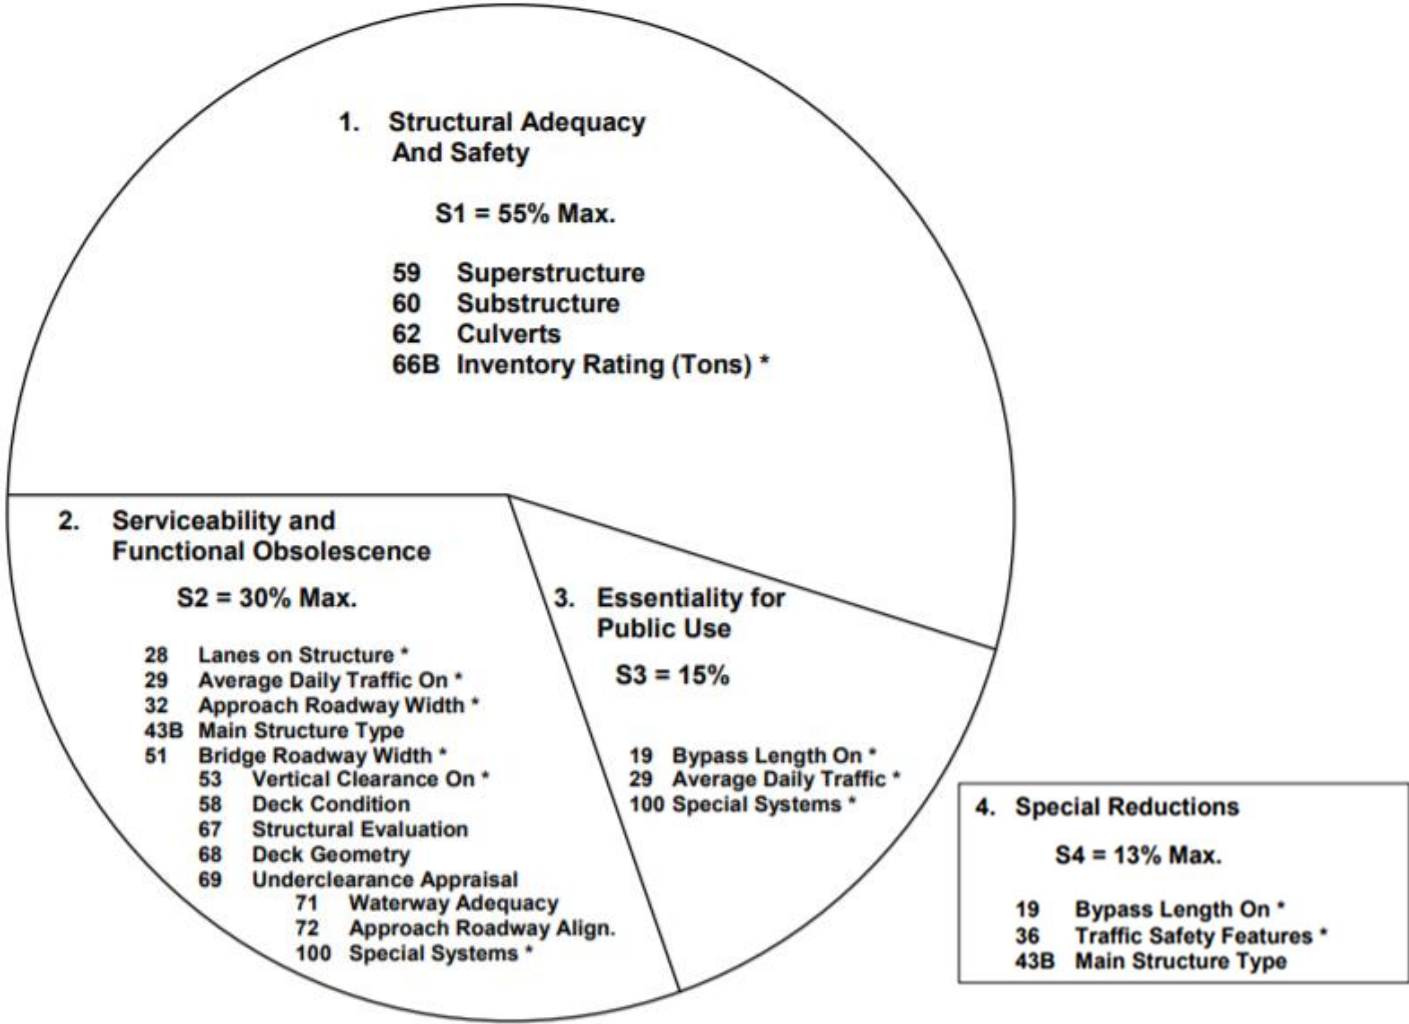 1. Structural Adequacy
And Safety
S1 = 55% Max.
59 Superstructure
60 Substructure
62 Culverts
66B Inventory Rating (Tons) *
2. Serviceability and
Functional Obsolescence
S2 = 30% Max.
28 Lanes on Structure *
29 Average Daily Traffic On *
32 Approach Roadway Width *
43B Main Structure Type
51 Bridge Roadway Width *
53 Vertical Clearance On *
58 Deck Condition
67 Structural Evaluation
68 Deck Geometry
69 Underclearance Appraisal
71 Waterway Adequacy
72 Approach Roadway Align.
100 Special Systems *
3. Essentiality for
Public Use
S3 = 15%
19 Bypass Length On *
29 Average Daily Traffic *
100 Special Systems *
4. Special Reductions
S4 = 13% Max.
19 Bypass Length On *
36 Traffic Safety Features *
43B Main Structure Type